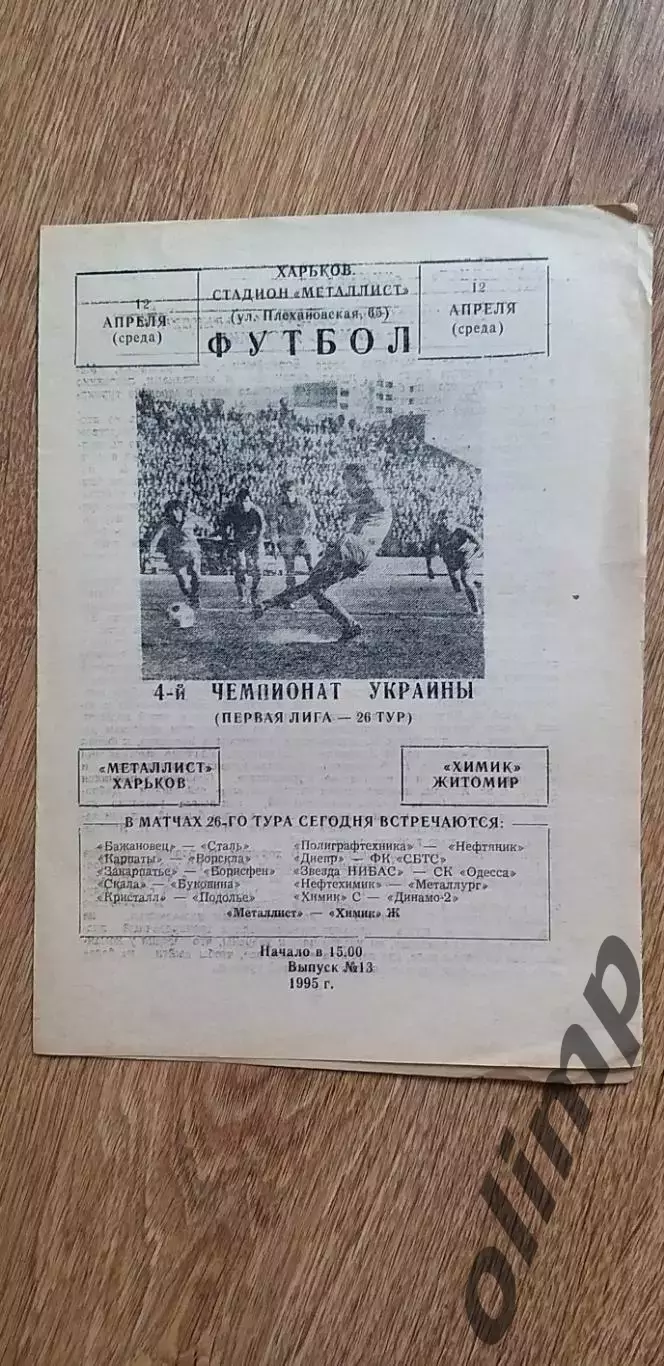 ХАРЬКОВ.
СТАДИОН «МЕТАЛЛИСТ»
(ул. Плехановская, 65)
12
АПРЕЛЯ
(среда)
ФУТБОЛ
12
АПРЕЛЯ
(среда)
4-й ЧЕМПИОНАТ УКРАИНЫ
(ПЕРВАЯ ЛИГА — 26 ТУР)
«МЕТАЛЛИСТ»
ХАРЬКОВ
«ХИМИК»
ЖИТОМИР
В МАТЧАХ 26-ГО ТУРА СЕГОДНЯ ВСТРЕЧАЮТСЯ:
«Бажановец» — «Сталь»
«Карпаты» — «Ворскла»
«Закарпатье» — «Борисфен»
«Скала» — «Буковина»
«Кристалл» — «Подолье»
«Полиграфтехника» — «Нефтяник»
«Днепр» — ФК «СБТС»
«Звезда НИБАС» — СК «Одесса»
«Нефтехимик» — «Металлург»
«Химик» С — «Динамо-2»
«Металлист» — «Химик» Ж
Начало в 15.00
Выпуск №13
1995 г.
olimp